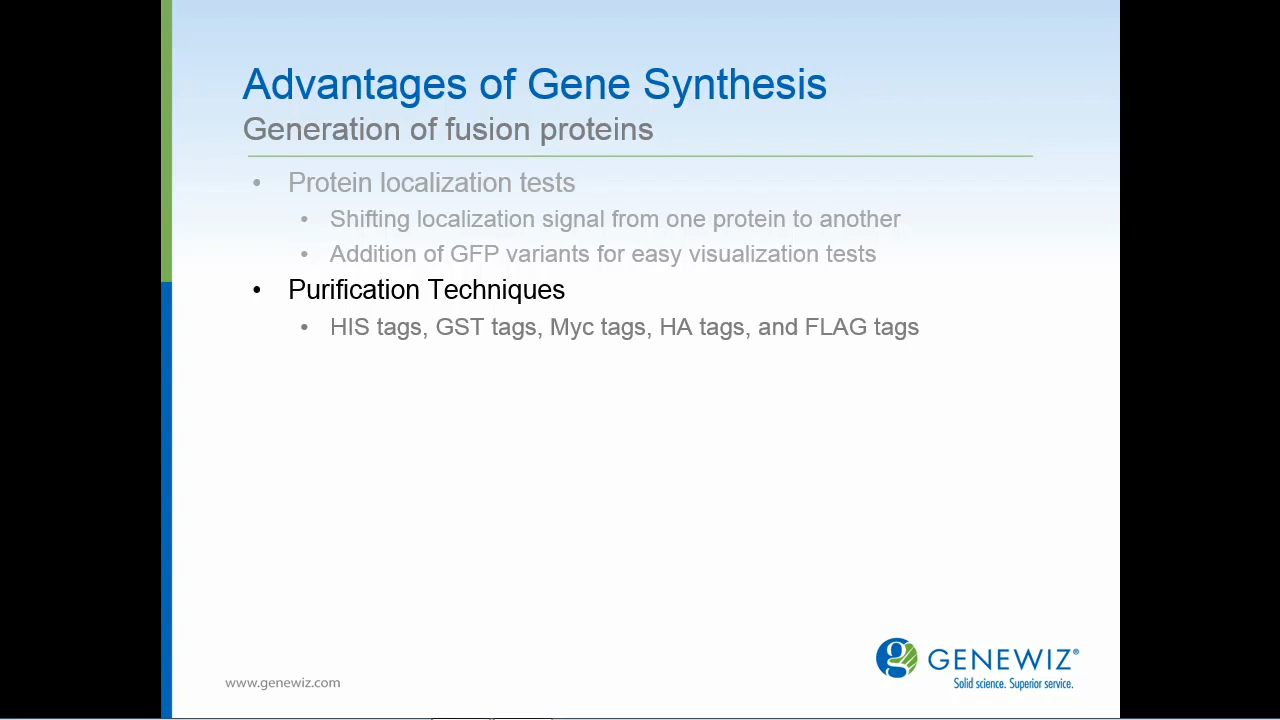 Advantages of Gene Synthesis
Generation of fusion proteins
• Protein localization tests
• Shifting localization signal from one protein to another
• Addition of GFP variants for easy visualization tests
• Purification Techniques
• HIS tags, GST tags, Myc tags, HA tags, and FLAG tags
www.genewiz.com
g GENEWIZ®
Solid science. Superior service.